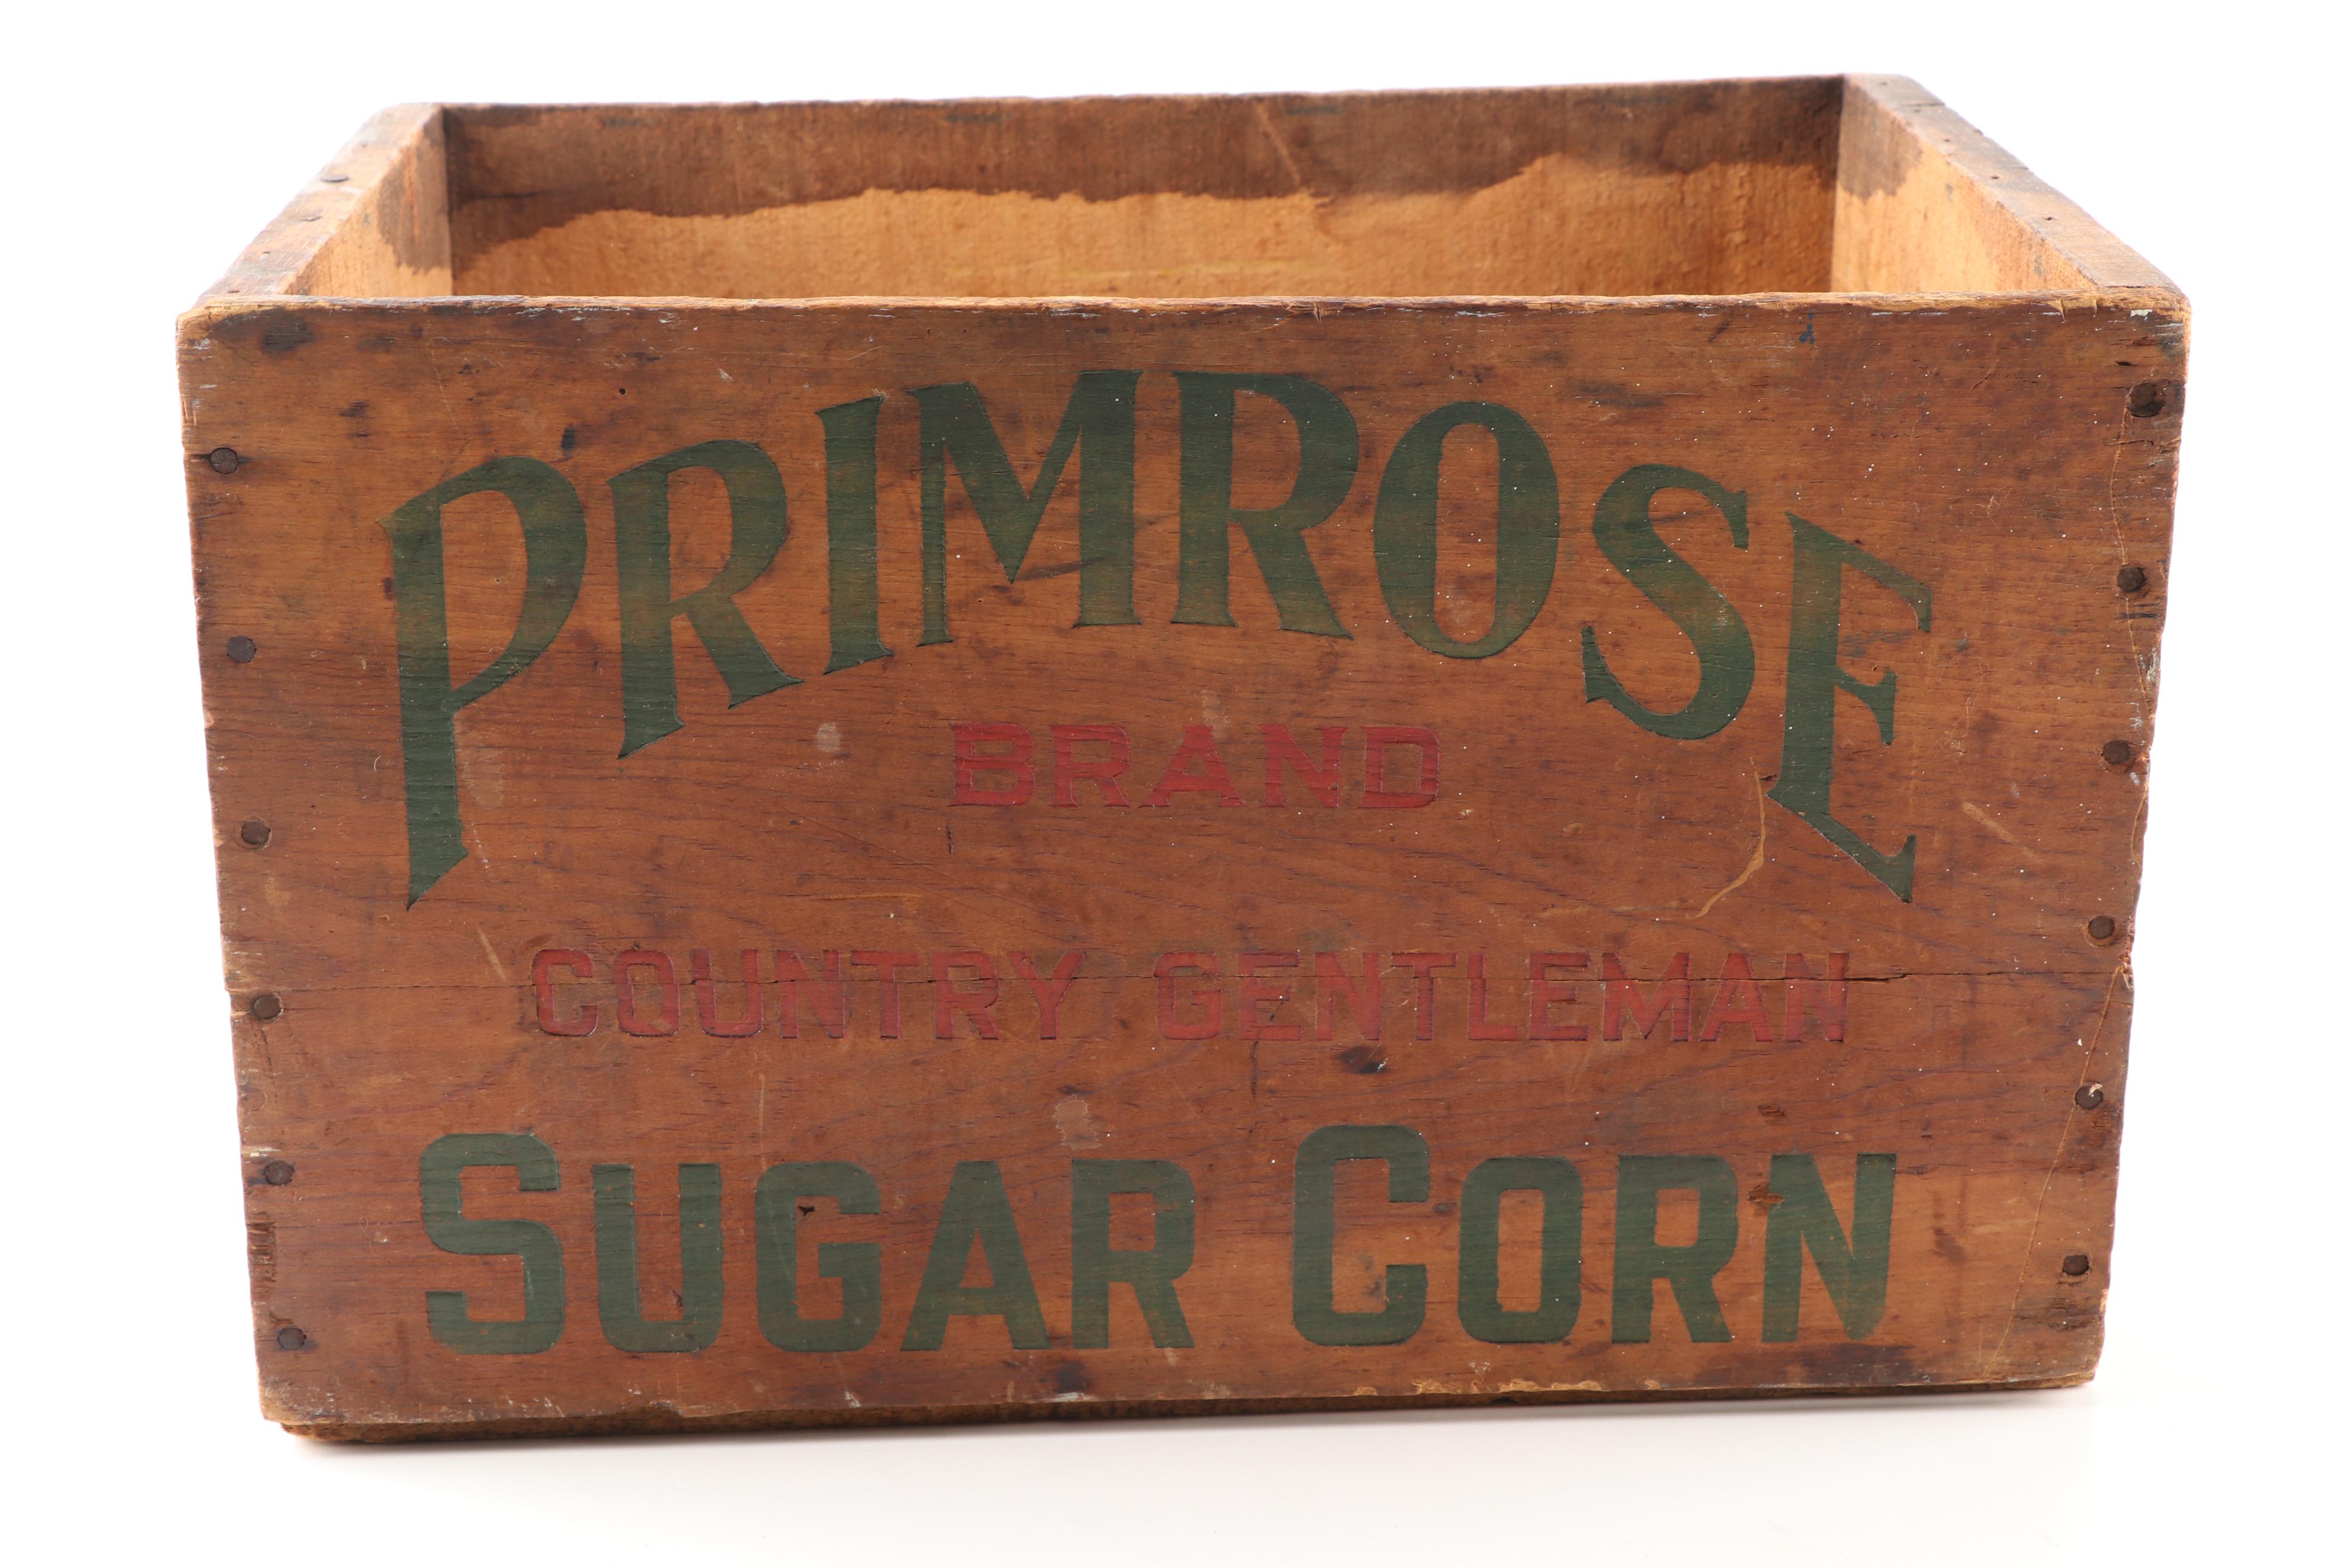 PRIMROSE
BRAND
COUNTRY GENTLEMAN
SUGAR CORN